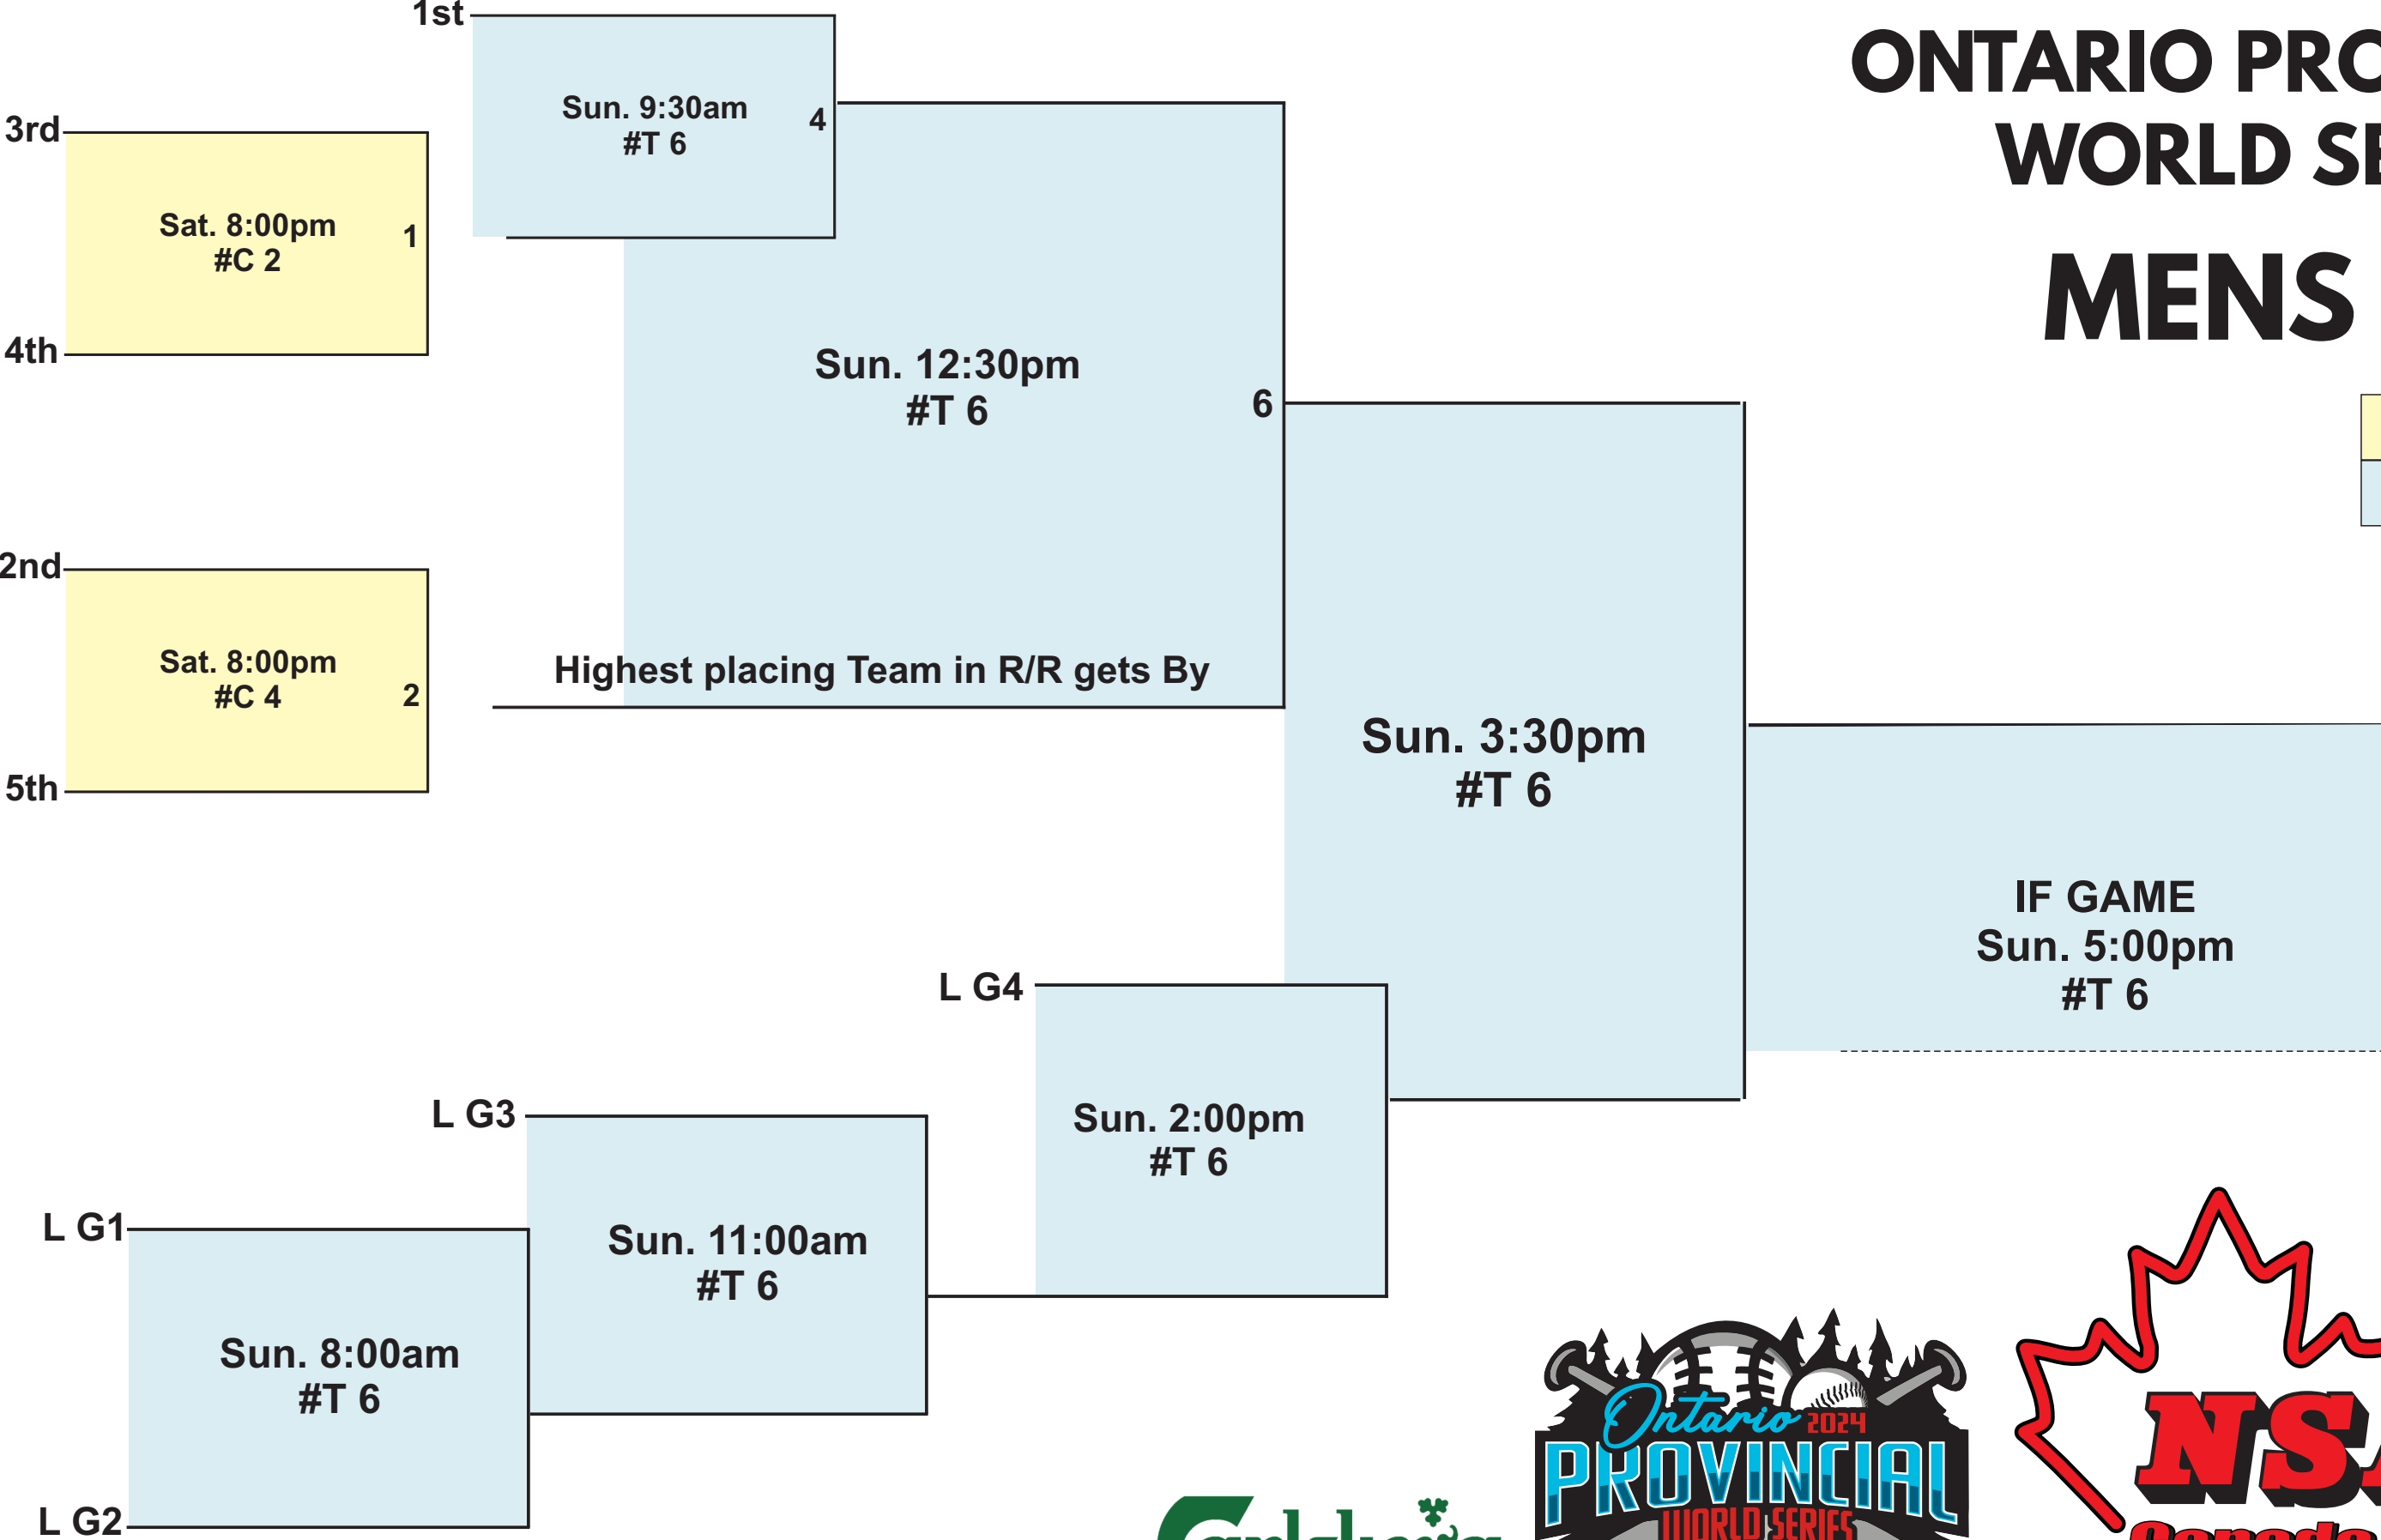 1st
ONTARIO PRO
WORLD SE
MENS
Sun. 9:30am
#T 6
4
3rd
Sat. 8:00pm
#C 2
1
4th
Sun. 12:30pm
#T 6
6
2nd
Sat. 8:00pm
#C 4
2
5th
Highest placing Team in R/R gets By
Sun. 3:30pm
#T 6
IF GAME
Sun. 5:00pm
#T 6
L G4
Sun. 2:00pm
#T 6
L G3
Sun. 11:00am
#T 6
L G1
Sun. 8:00am
#T 6
L G2
Ontario 2024
PROVINCIAL
WORLD SERIES
NSA
Canada
Carlsberg